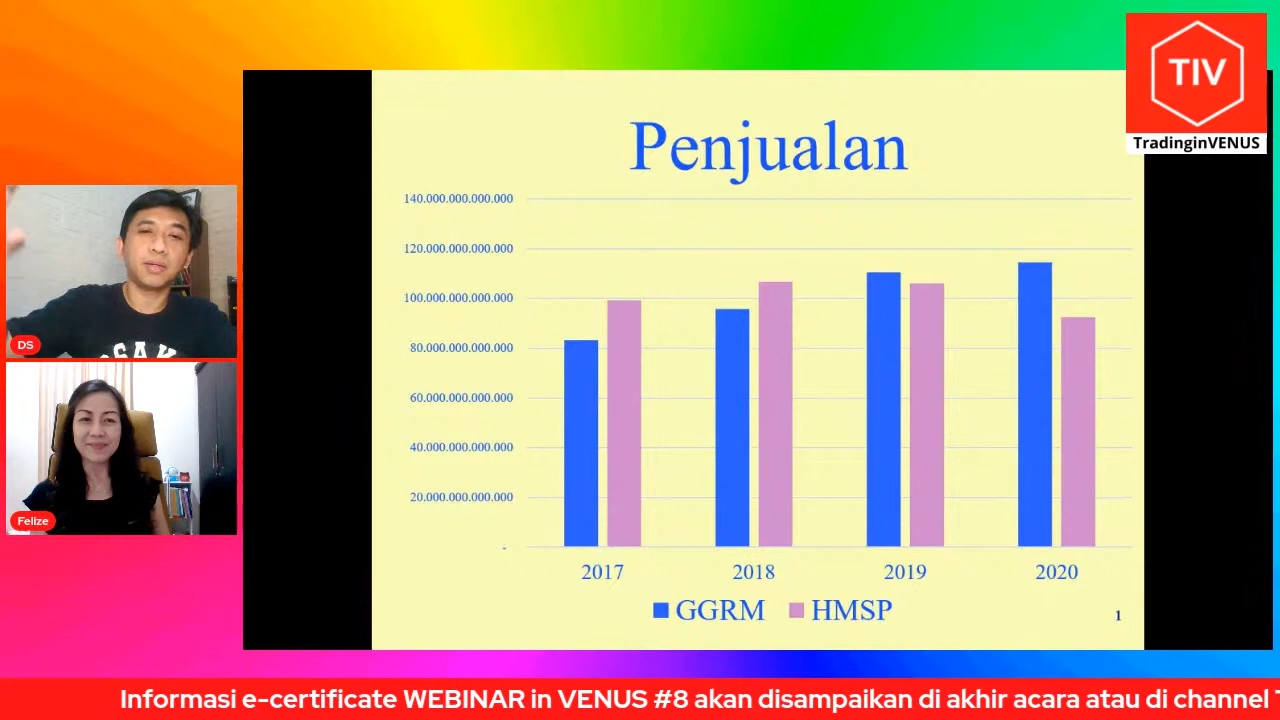 TIV
TradinginVENUS
Penjualan
140.000.000.000.000
120.000.000.000.000
100.000.000.000.000
80.000.000.000.000
60.000.000.000.000
40.000.000.000.000
20.000.000.000.000
-
2017 2018 2019 2020
GGRM HMSP
1
DS
Felize
Informasi e-certificate WEBINAR in VENUS #8 akan disampaikan di akhir acara atau di channel